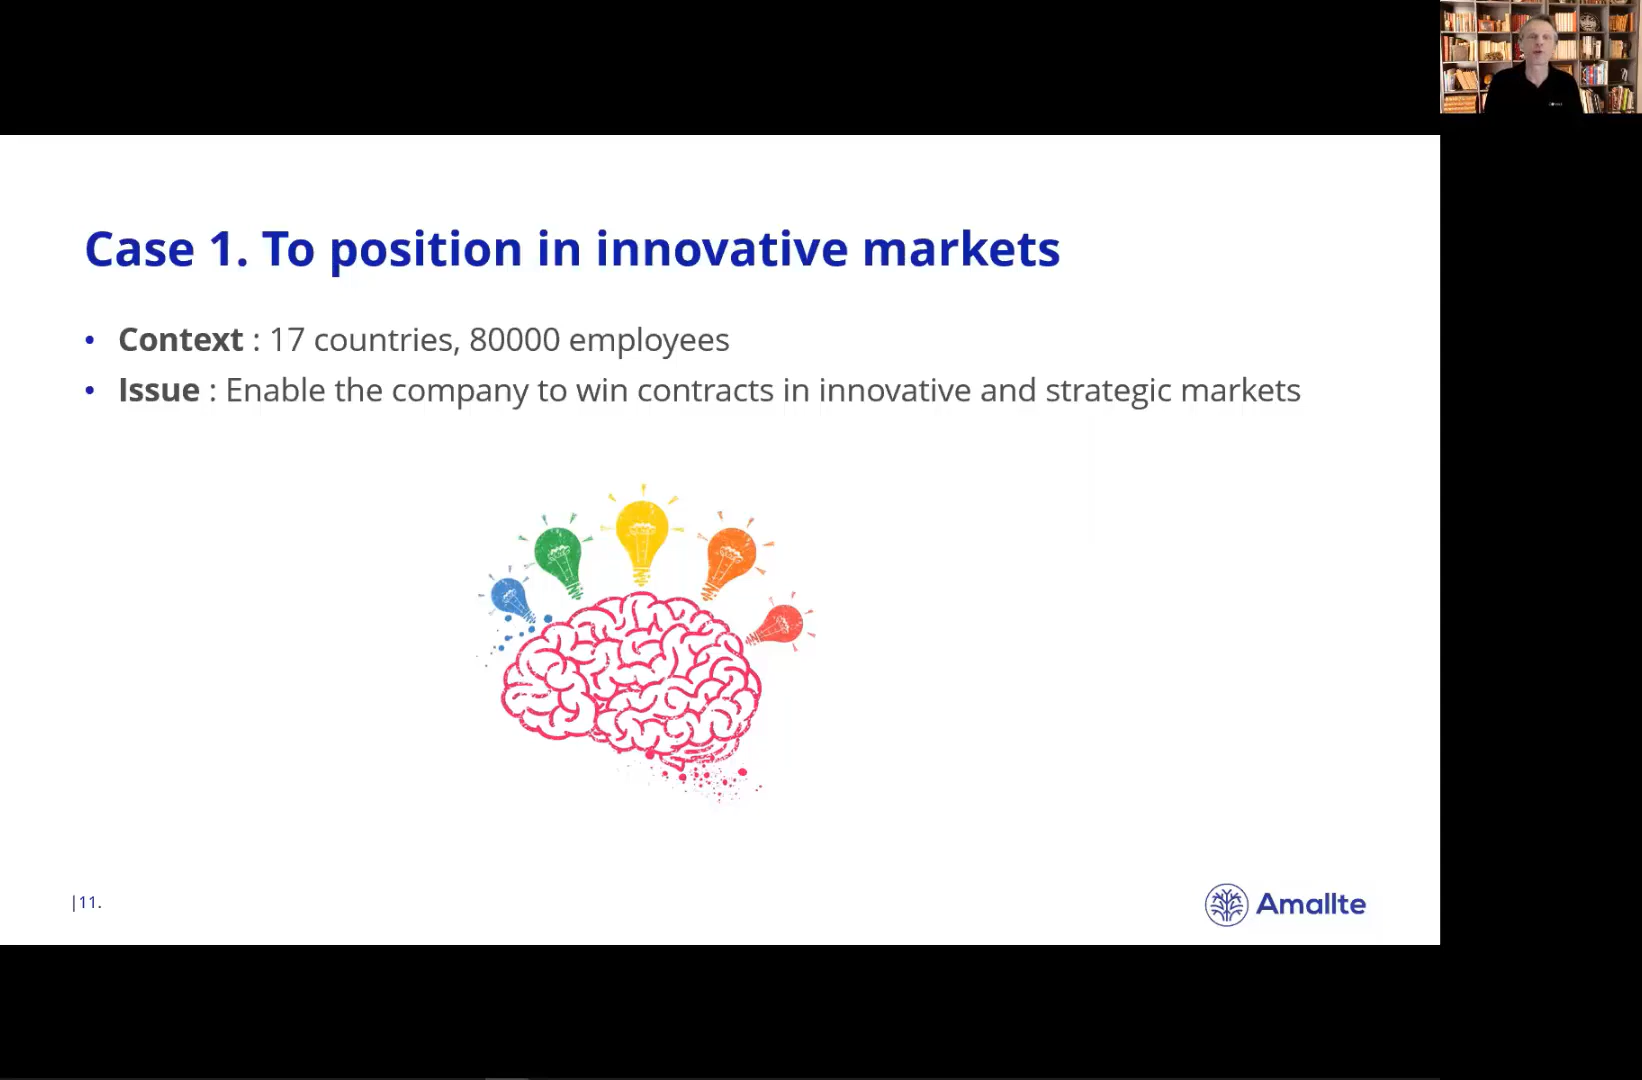 Case 1. To position in innovative markets
• Context : 17 countries, 80000 employees
• Issue : Enable the company to win contracts in innovative and strategic markets
|11.
Amallte